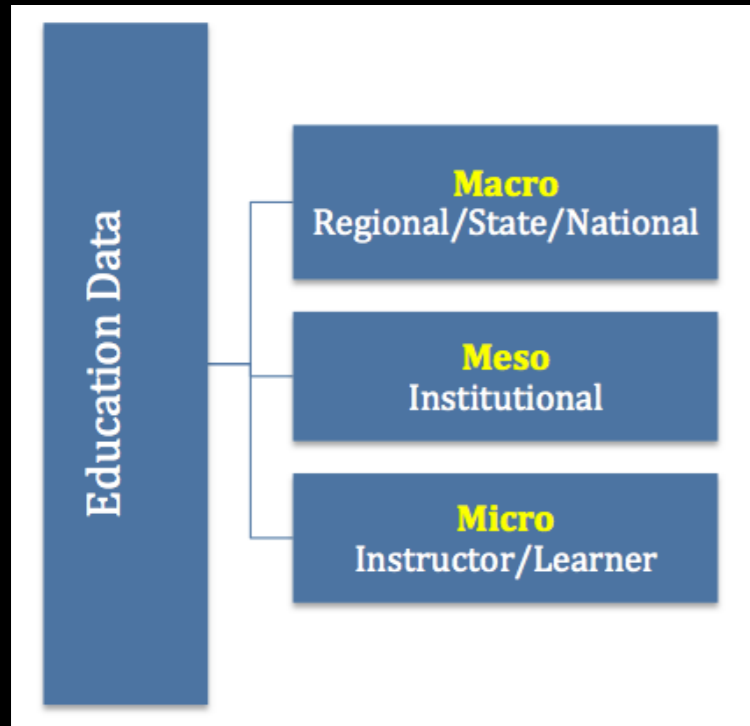 Education Data
Macro
Regional/State/National
Meso
Institutional
Micro
Instructor/Learner